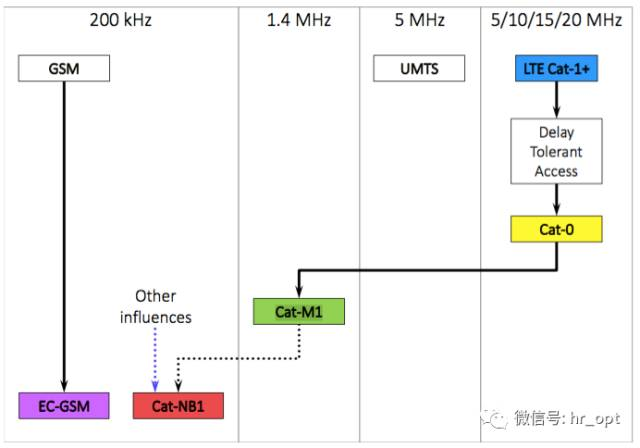 200 kHz
1.4 MHz
5 MHz
5/10/15/20 MHz
GSM
UMTS
LTE Cat-1+
Delay
Tolerant
Access
Cat-0
Other
influences
Cat-M1
EC-GSM
Cat-NB1
微信号: hr_opt